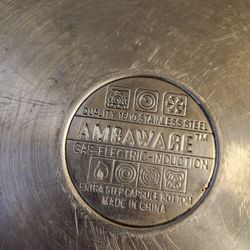 QUALITY 18/10 STAINLESS STEEL
AMBAWARE™
GAS-ELECTRIC-INDUCTION
EXTRA STEP CAPSULE BOTTOM
MADE IN CHINA